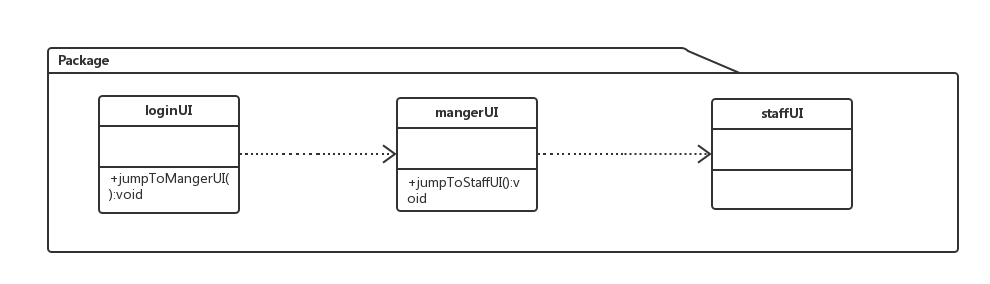 Package
loginUI
mangerUI
staffUI
+jumpToMangerUI(
):void
+jumpToStaffUI():v
oid